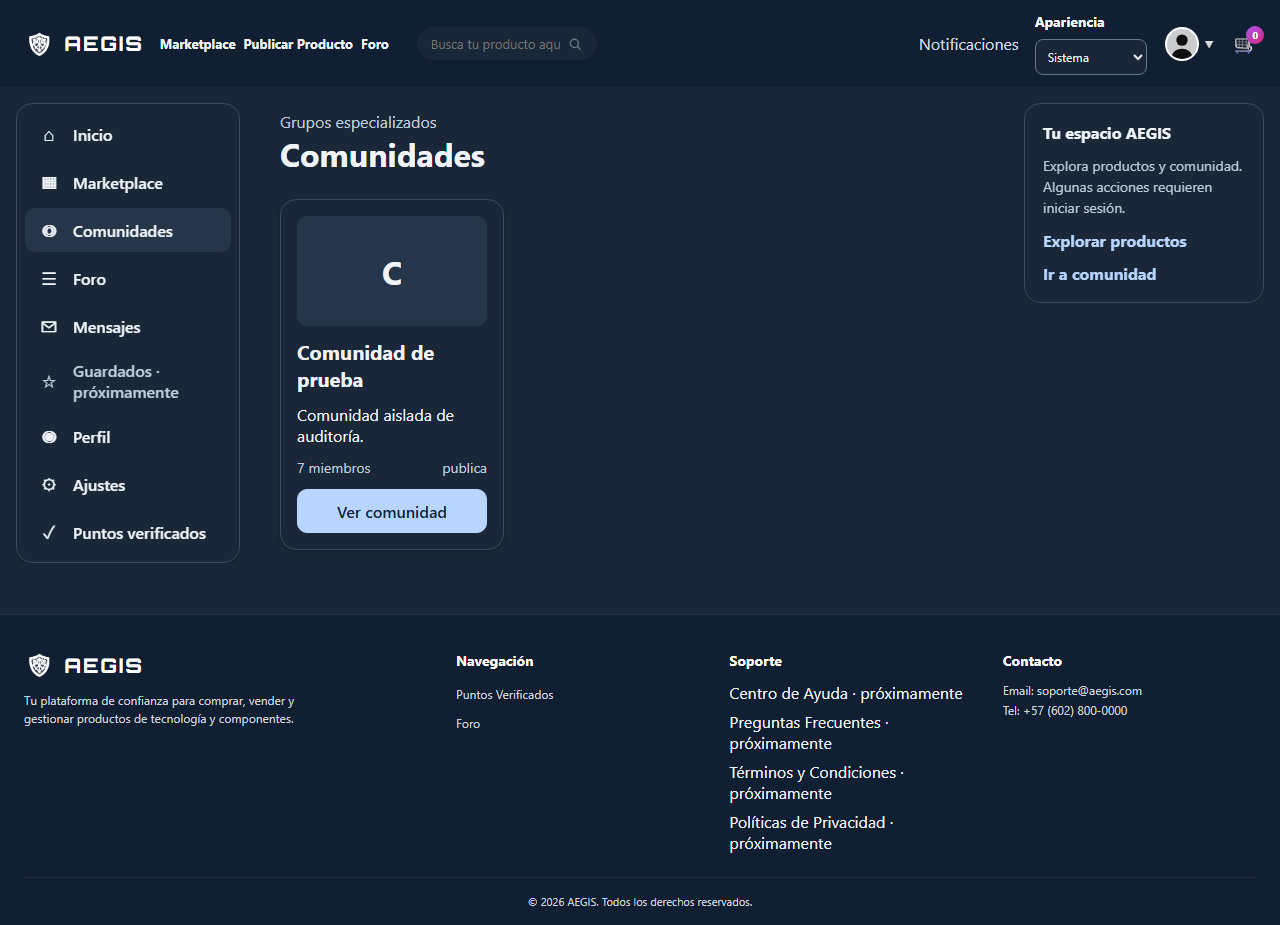 AEGIS
Marketplace
Publicar Producto
Foro
Busca tu producto aqu
Notificaciones
Apariencia
Sistema
0
Inicio
Marketplace
Comunidades
Foro
Mensajes
Guardados ·
próximamente
Perfil
Ajustes
Puntos verificados
Grupos especializados
Comunidades
C
Comunidad de
prueba
Comunidad aislada de
auditoría.
7 miembros
publica
Ver comunidad
Tu espacio AEGIS
Explora productos y comunidad.
Algunas acciones requieren
iniciar sesión.
Explorar productos
Ir a comunidad
AEGIS
Tu plataforma de confianza para comprar, vender y
gestionar productos de tecnología y componentes.
Navegación
Puntos Verificados
Foro
Soporte
Centro de Ayuda · próximamente
Preguntas Frecuentes ·
próximamente
Términos y Condiciones ·
próximamente
Políticas de Privacidad ·
próximamente
Contacto
Email: soporte@aegis.com
Tel: +57 (602) 800-0000
© 2026 AEGIS. Todos los derechos reservados.